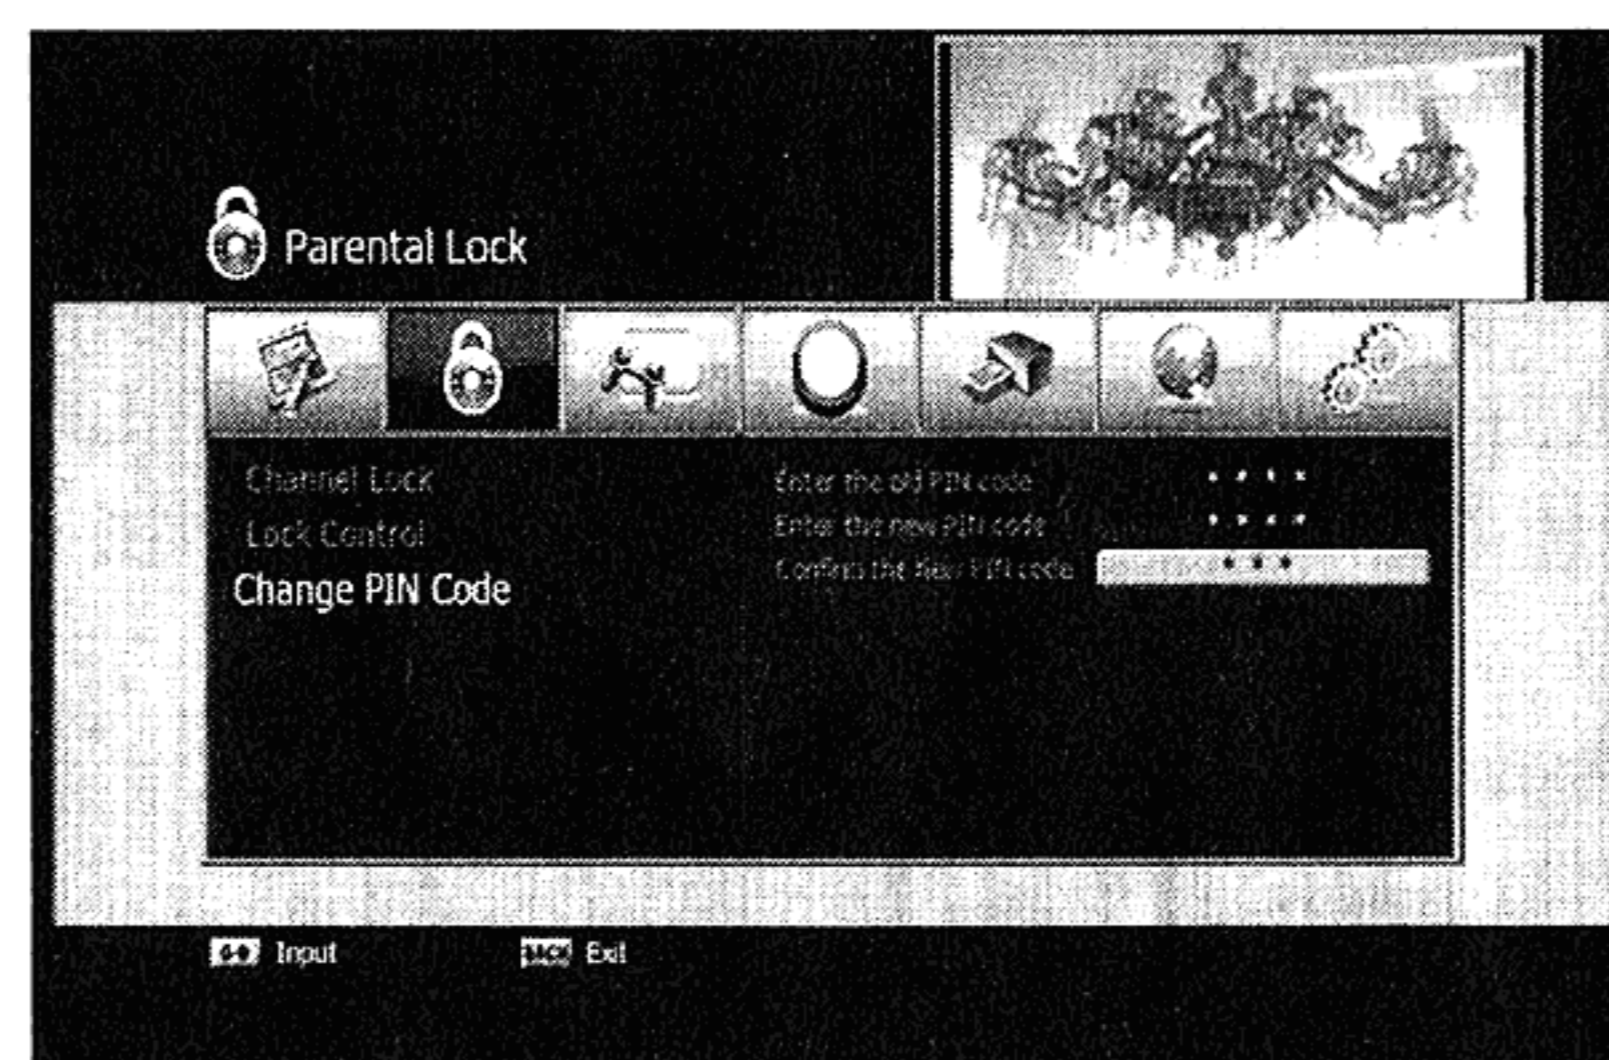 Parental Lock
Channel Lock
Enter the old PIN code * * * *
Lock Control
Enter the new PIN code * * * *
Confirm the New PIN code * * *
Change PIN Code
Input
BACK Exit